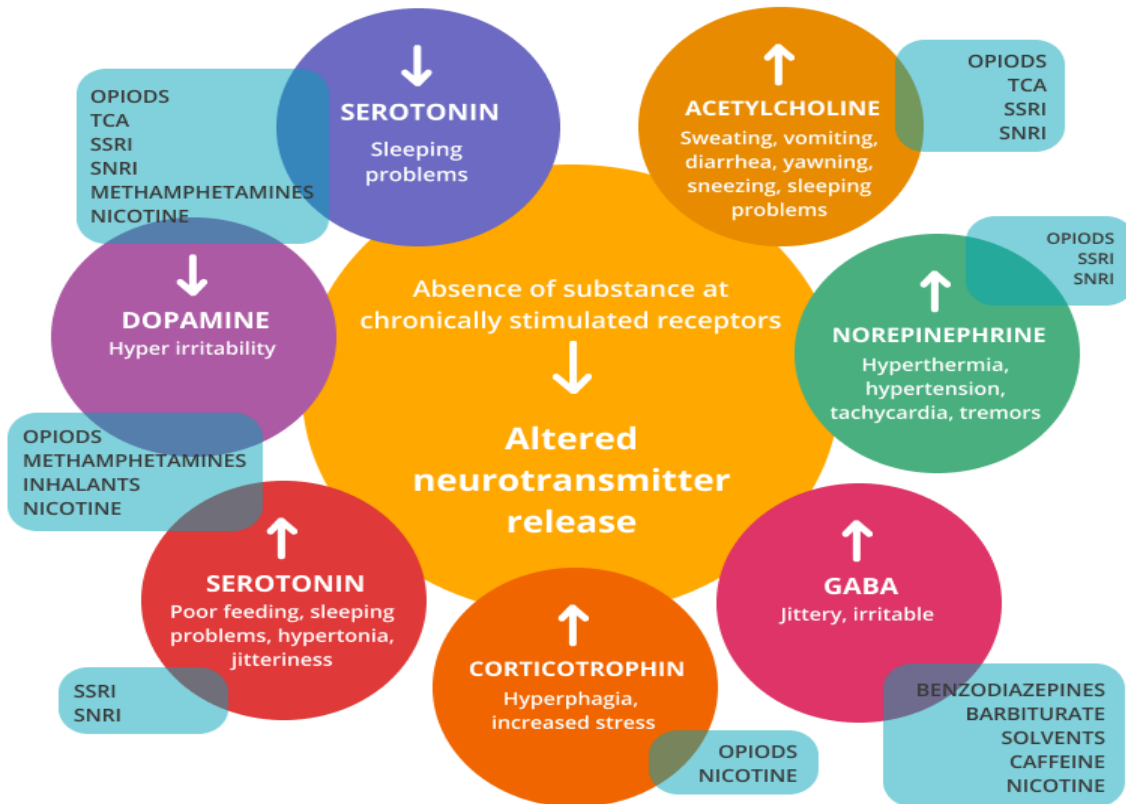 ↓
SEROTONIN
Sleeping
problems
OPIODS
TCA
SSRI
SNRI
METHAMPHETAMINES
NICOTINE
↑
ACETYLCHOLINE
Sweating, vomiting,
diarrhea, yawning,
sneezing, sleeping
problems
OPIODS
TCA
SSRI
SNRI
↑
NOREPINEPHRINE
Hyperthermia,
hypertension,
tachycardia, tremors
OPIODS
SSRI
SNRI
Absence of substance at
chronically stimulated receptors
↓
Altered
neurotransmitter
release
↓
DOPAMINE
Hyper irritability
OPIODS
METHAMPHETAMINES
INHALANTS
NICOTINE
↑
SEROTONIN
Poor feeding, sleeping
problems, hypertonia,
jitteriness
SSRI
SNRI
↑
CORTICOTROPHIN
Hyperphagia,
increased stress
OPIODS
NICOTINE
↑
GABA
Jittery, irritable
BENZODIAZEPINES
BARBITURATE
SOLVENTS
CAFFEINE
NICOTINE